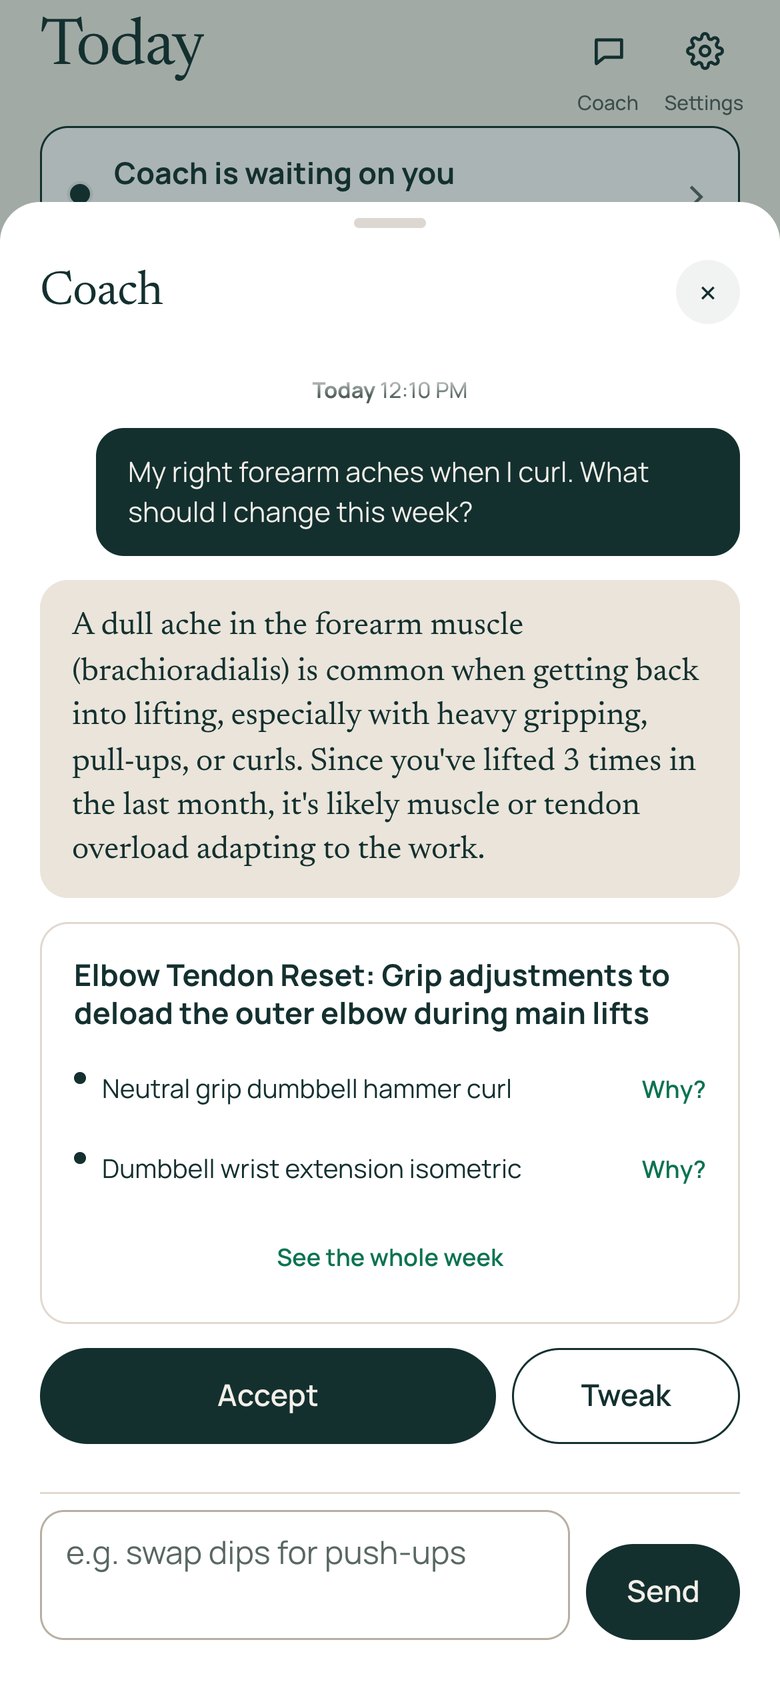 Today
Coach
Settings
Coach is waiting on you
Coach
Today 12:10 PM
My right forearm aches when I curl. What
should I change this week?
A dull ache in the forearm muscle
(brachioradialis) is common when getting back
into lifting, especially with heavy gripping,
pull-ups, or curls. Since you've lifted 3 times in
the last month, it's likely muscle or tendon
overload adapting to the work.
Elbow Tendon Reset: Grip adjustments to
deload the outer elbow during main lifts
Neutral grip dumbbell hammer curl
Why?
Dumbbell wrist extension isometric
Why?
See the whole week
Accept
Tweak
e.g. swap dips for push-ups
Send